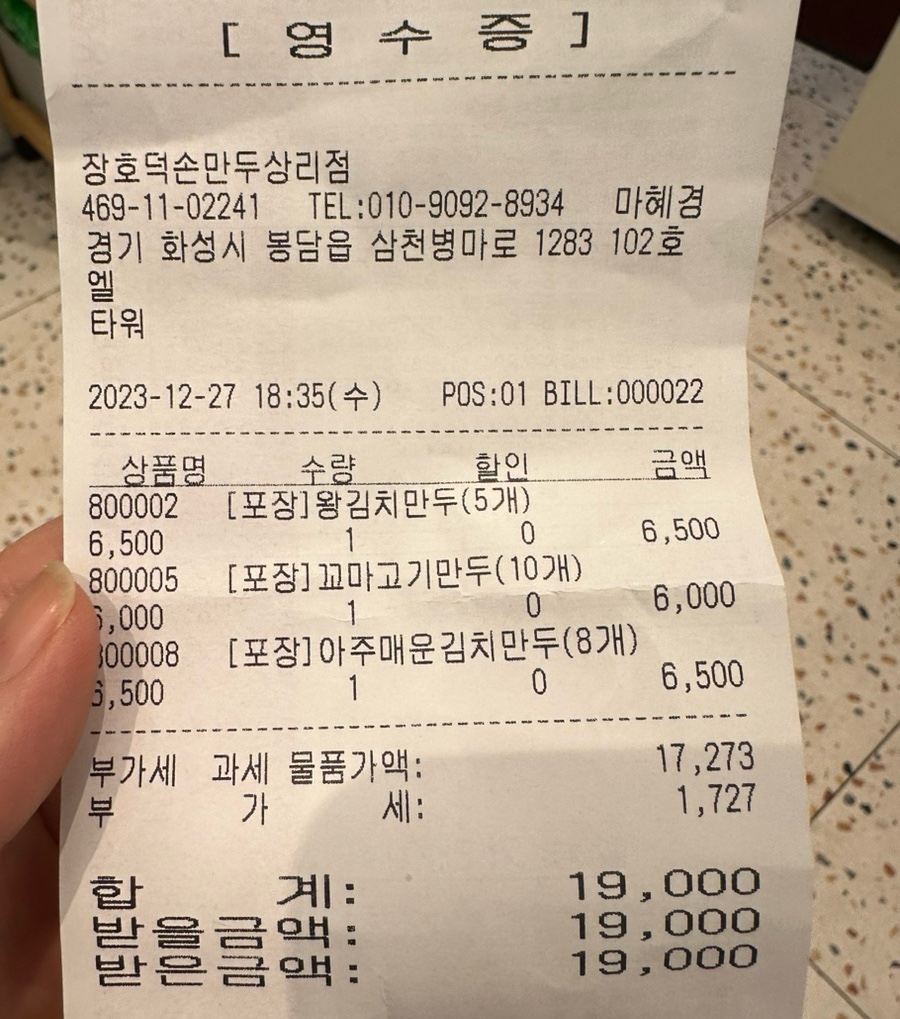 [ 영 수 증 ]
장호덕손만두상리점
469-11-02241 TEL:010-9092-8934 마혜경
경기 화성시 봉담읍 삼천병마로 1283 102호
엘
타워
2023-12-27 18:35(수) POS:01 BILL:000022
상품명 수량 할인 금액
800002 [포장]왕김치만두(5개)
6,500 1 0 6,500
800005 [포장]꼬마고기만두(10개)
6,000 1 0 6,000
800008 [포장]아주매운김치만두(8개)
6,500 1 0 6,500
부가세 과세 물품가액: 17,273
부 가 세: 1,727
합 계: 19,000
받을금액: 19,000
받은금액: 19,000